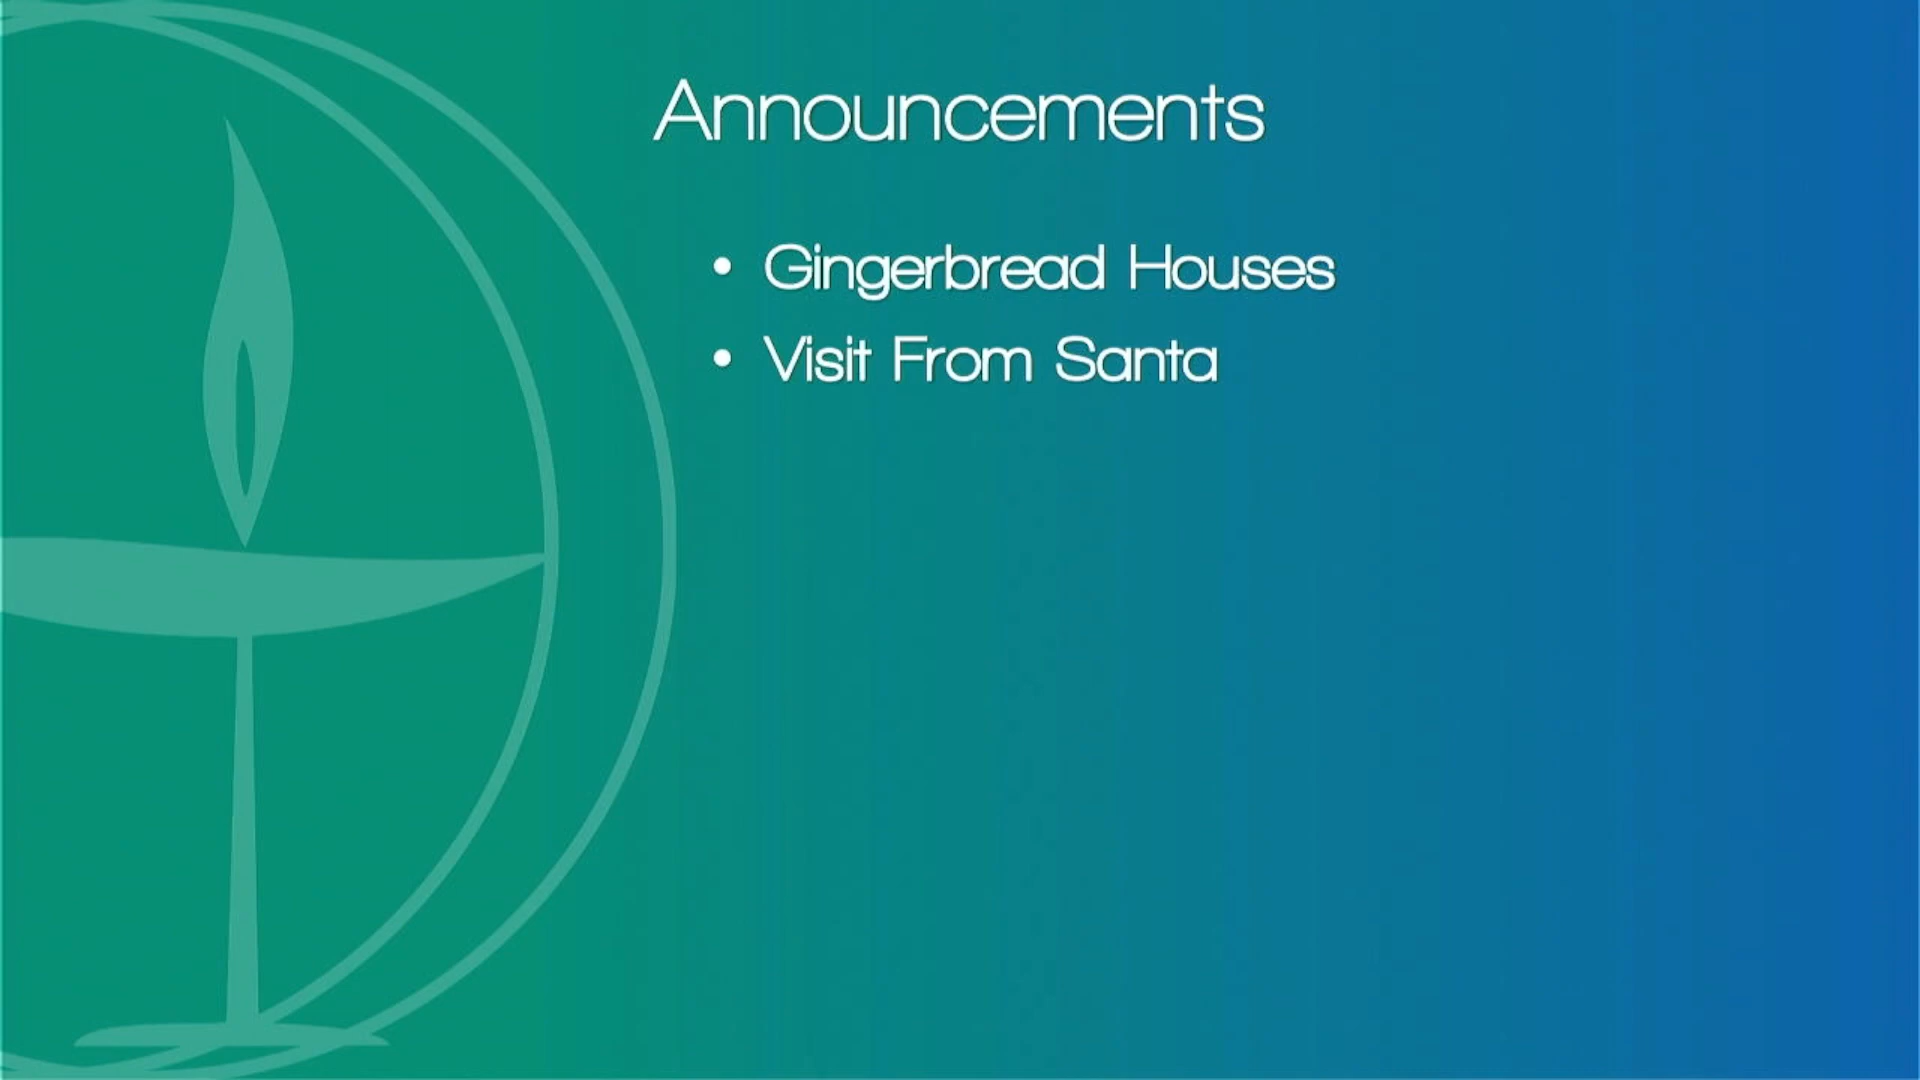 Announcements
• Gingerbread Houses
• Visit From Santa